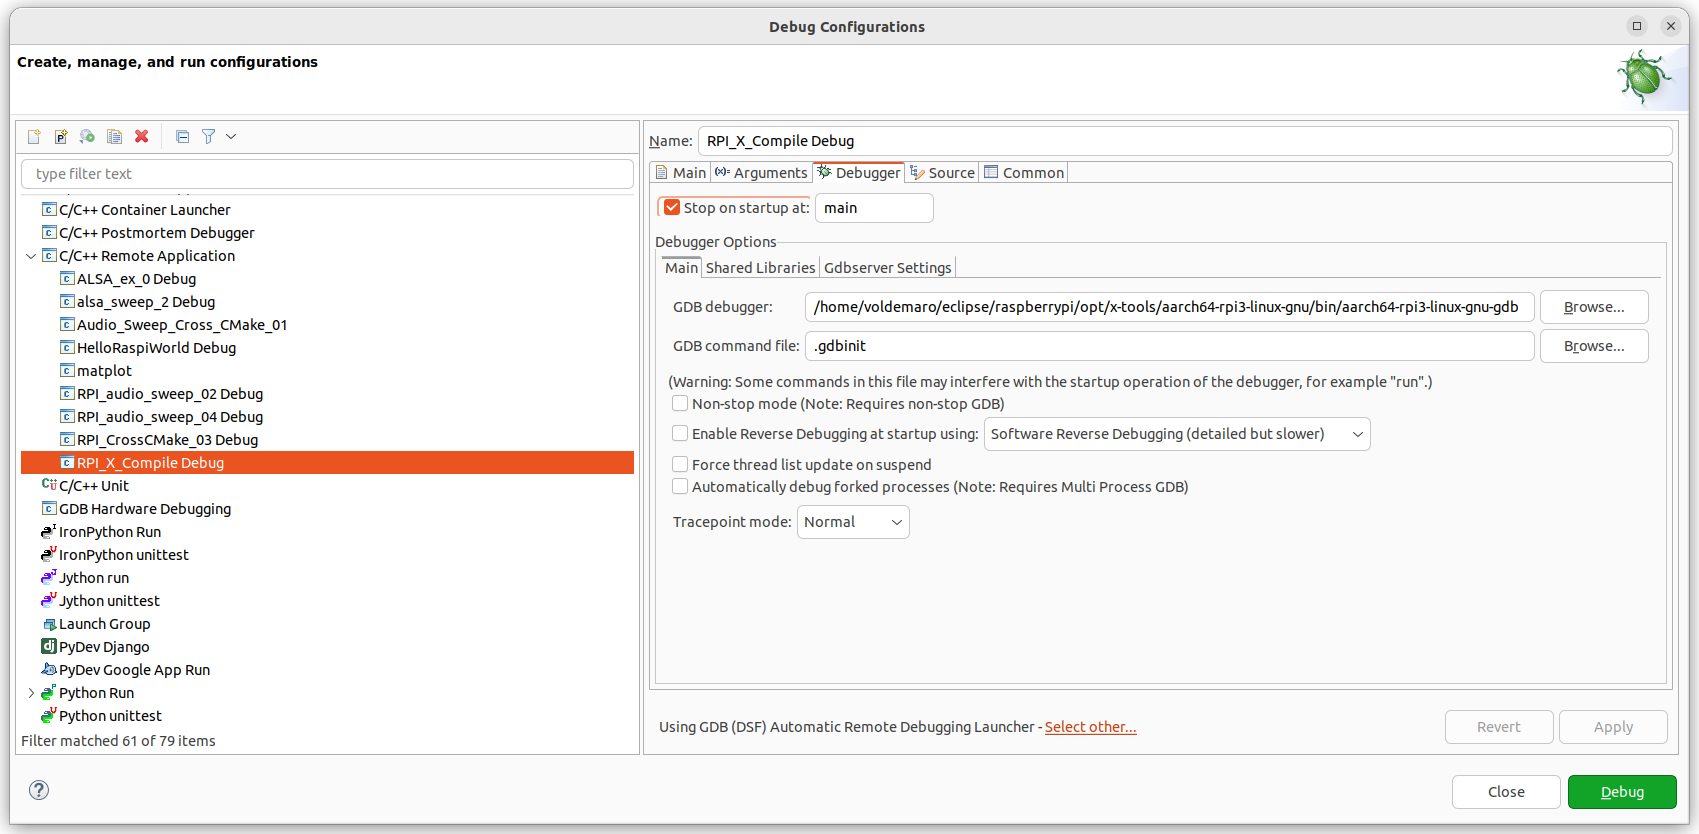 Debug Configurations
Create, manage, and run configurations
type filter text
C/C++ Container Launcher
C/C++ Postmortem Debugger
C/C++ Remote Application
ALSA_ex_0 Debug
alsa_sweep_2 Debug
Audio_Sweep_Cross_CMake_01
HelloRaspiWorld Debug
matplot
RPI_audio_sweep_02 Debug
RPI_audio_sweep_04 Debug
RPI_CrossCMake_03 Debug
RPI_X_Compile Debug
C/C++ Unit
GDB Hardware Debugging
IronPython Run
IronPython unittest
Jython run
Jython unittest
Launch Group
PyDev Django
PyDev Google App Run
Python Run
Python unittest
Filter matched 61 of 79 items
Name: RPI_X_Compile Debug
Main Arguments Debugger Source Common
Stop on startup at: main
Debugger Options
Main Shared Libraries Gdbserver Settings
GDB debugger: /home/voldemaro/eclipse/raspberrypi/opt/x-tools/aarch64-rpi3-linux-gnu/bin/aarch64-rpi3-linux-gnu-gdb Browse...
GDB command file: .gdbinit Browse...
(Warning: Some commands in this file may interfere with the startup operation of the debugger, for example "run".)
Non-stop mode (Note: Requires non-stop GDB)
Enable Reverse Debugging at startup using: Software Reverse Debugging (detailed but slower)
Force thread list update on suspend
Automatically debug forked processes (Note: Requires Multi Process GDB)
Tracepoint mode: Normal
Using GDB (DSF) Automatic Remote Debugging Launcher - Select other...
Revert Apply
Close Debug